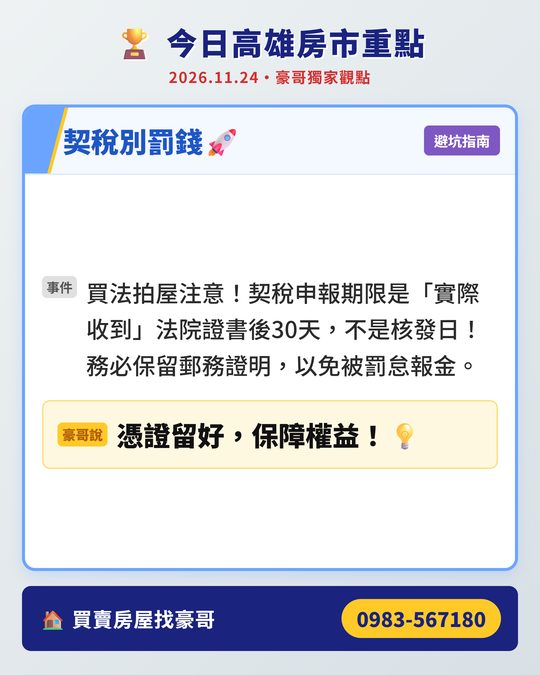 🏆 今日高雄房市重點
2026.11.24・豪哥獨家觀點
契稅別罰錢🚀
避坑指南
事件
買法拍屋注意！契稅申報期限是「實際
收到」法院證書後30天，不是核發日！
務必保留郵務證明，以免被罰怠報金。
豪哥說
憑證留好，保障權益！💡
🏠 買賣房屋找豪哥
0983-567180